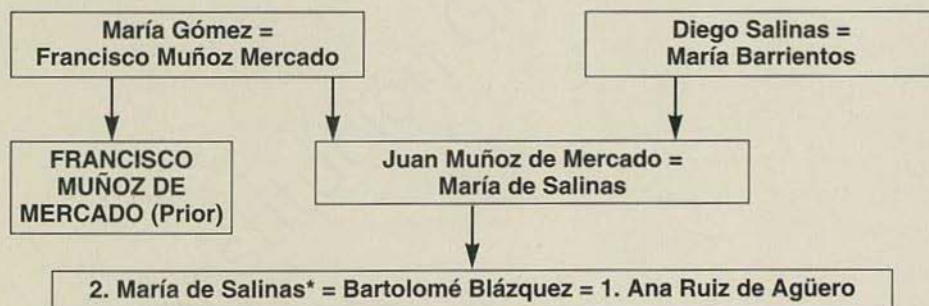 María Gómez =
Francisco Muñoz Mercado
Diego Salinas =
María Barrientos
FRANCISCO
MUÑOZ DE
MERCADO (Prior)
Juan Muñoz de Mercado =
María de Salinas
2. María de Salinas* = Bartolomé Blázquez = 1. Ana Ruiz de Agüero